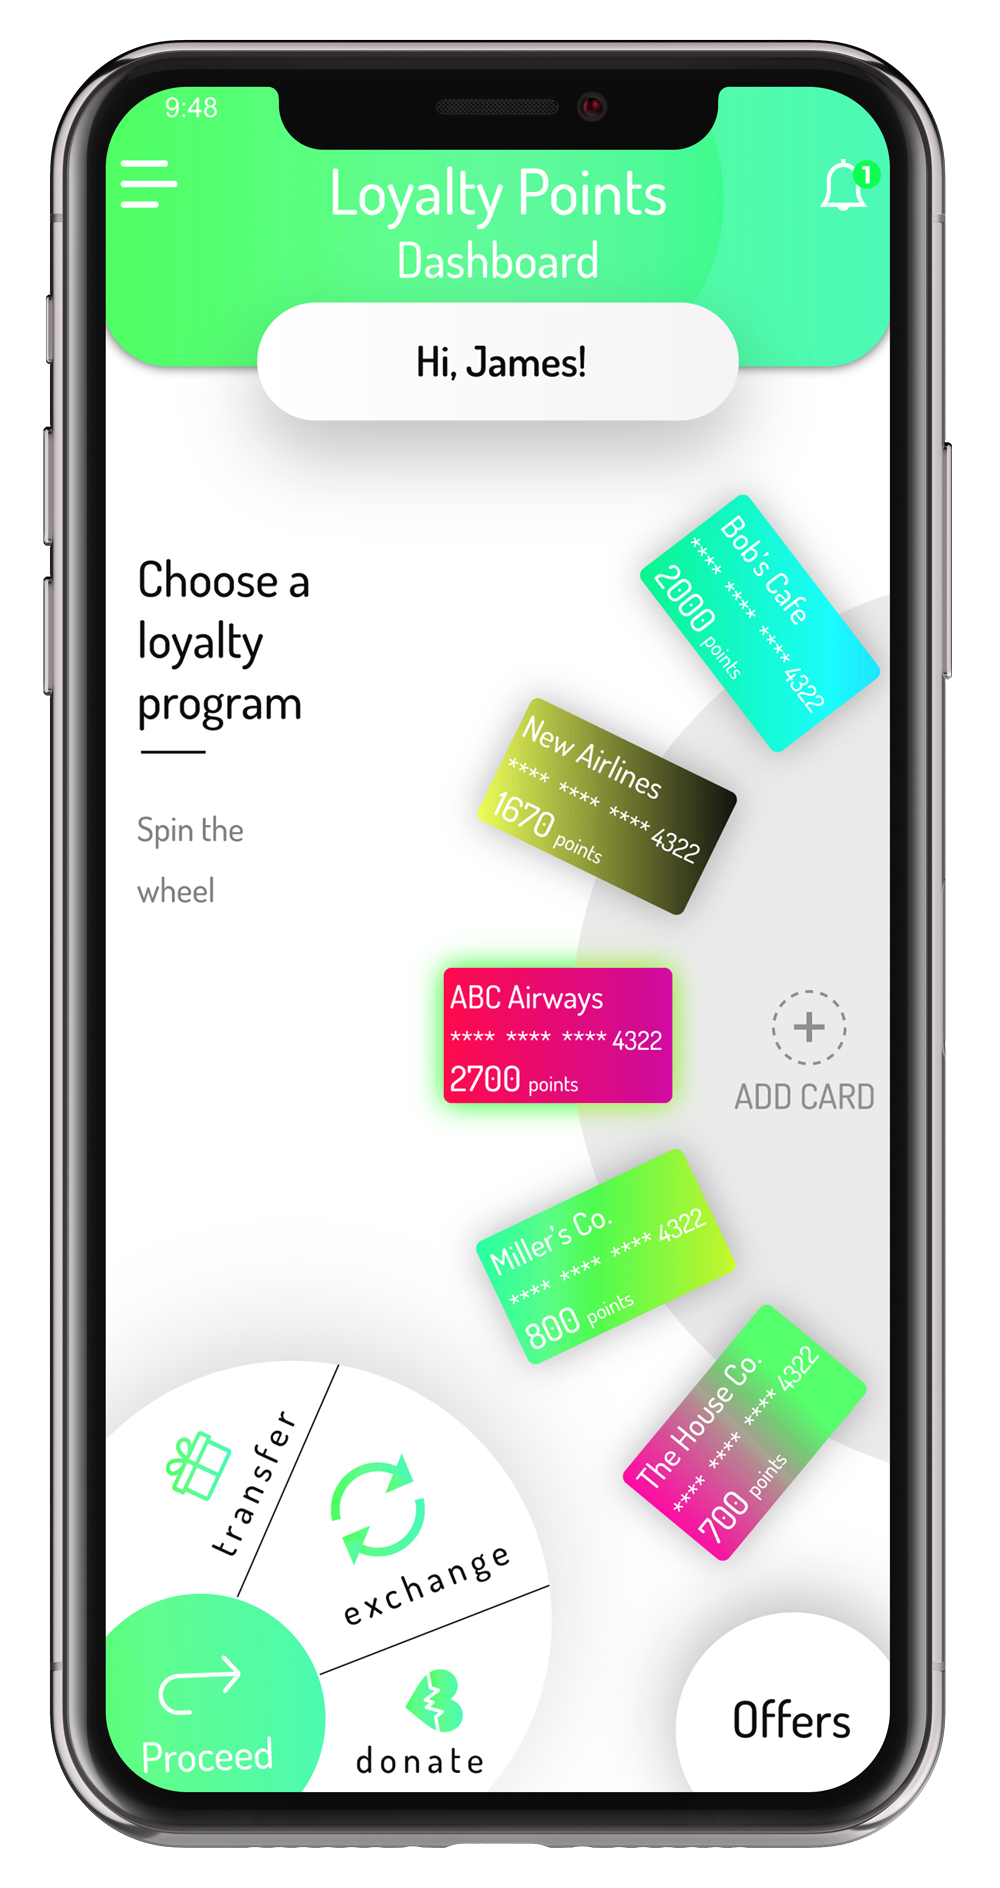 9:48
1
Loyalty Points
Dashboard
Hi, James!
Choose a
loyalty
program
Spin the
wheel
Bob's Cafe
**** **** **** 4322
2000 points
New Airlines
**** **** **** 4322
1670 points
ABC Airways
**** **** **** 4322
2700 points
ADD CARD
Miller's Co.
**** **** **** 4322
800 points
The House Co.
**** **** **** 4322
700 points
transfer
exchange
donate
Proceed
Offers